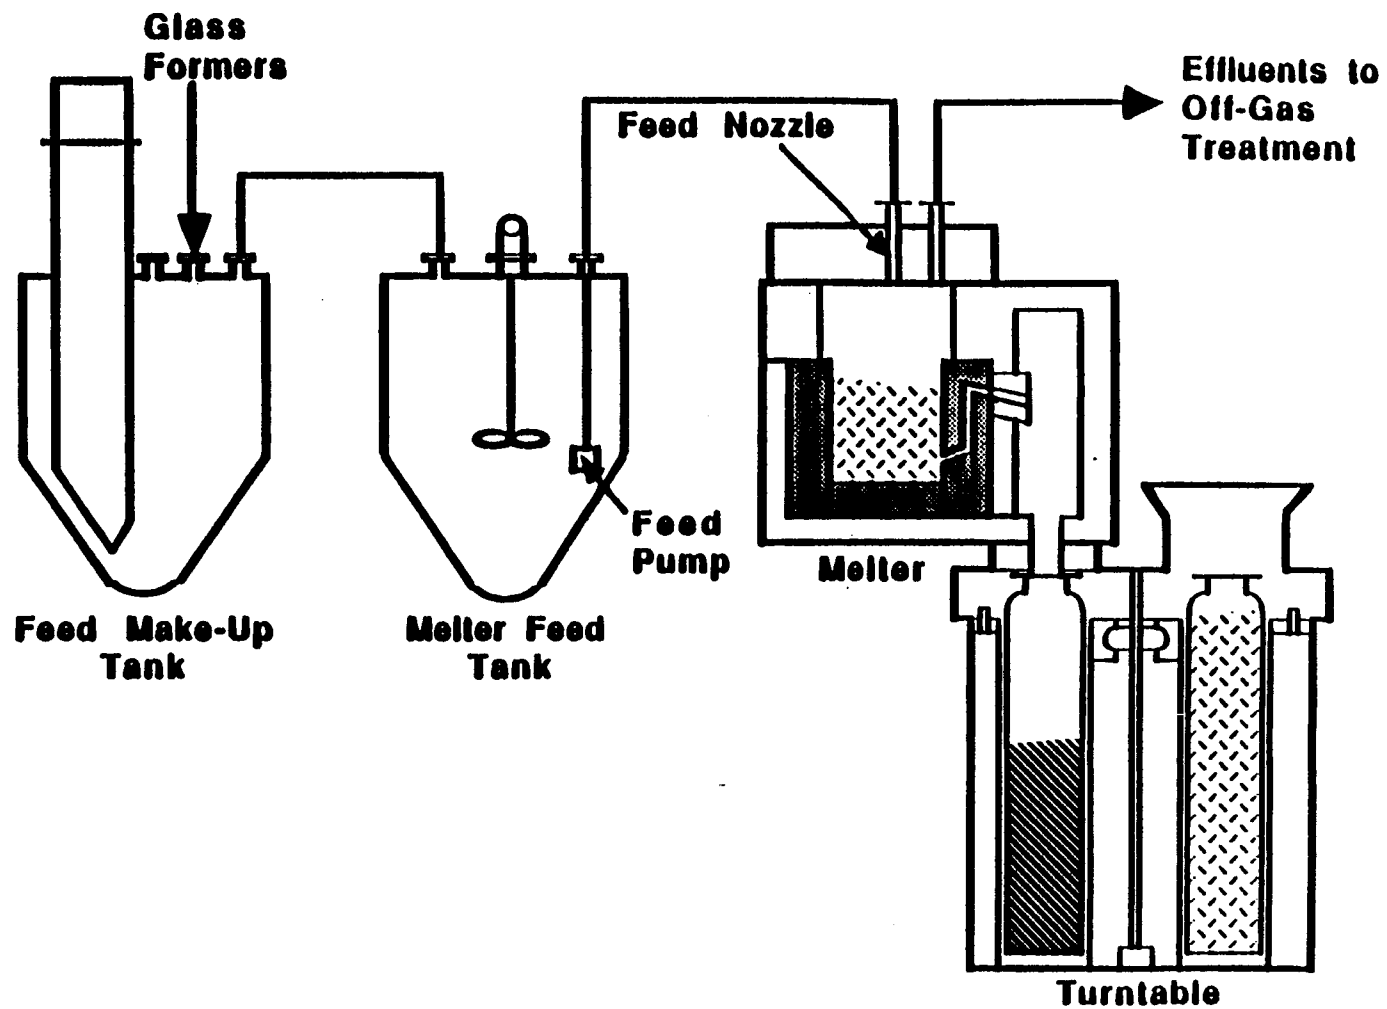 Glass
Formers
Effluents to
Off-Gas
Treatment
Feed Nozzle
Feed
Pump
Melter
Feed Make-Up
Tank
Melter Feed
Tank
Turntable